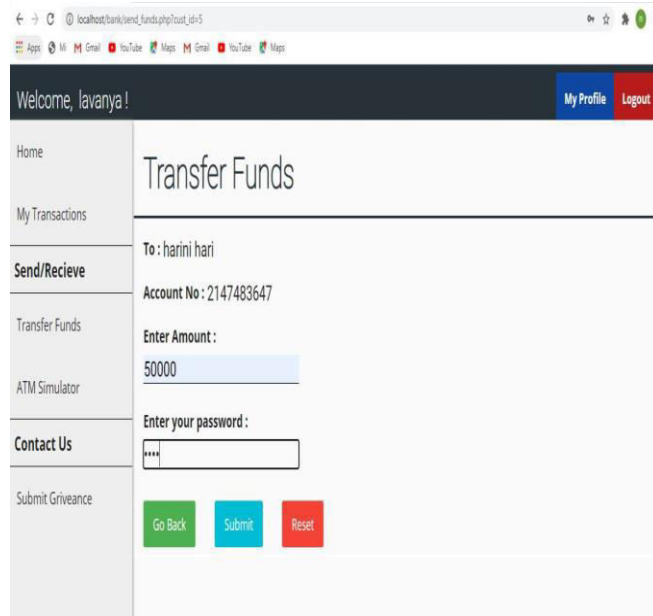 localhost/bank/send_funds.php?cust_id=5
Apps Mi Gmail YouTube Maps Gmail YouTube Maps
Welcome, lavanya !
My Profile Logout
Home
My Transactions
Send/Recieve
Transfer Funds
ATM Simulator
Contact Us
Submit Griveance
Transfer Funds
To : harini hari
Account No : 2147483647
Enter Amount :
50000
Enter your password :
••••
Go Back Submit Reset